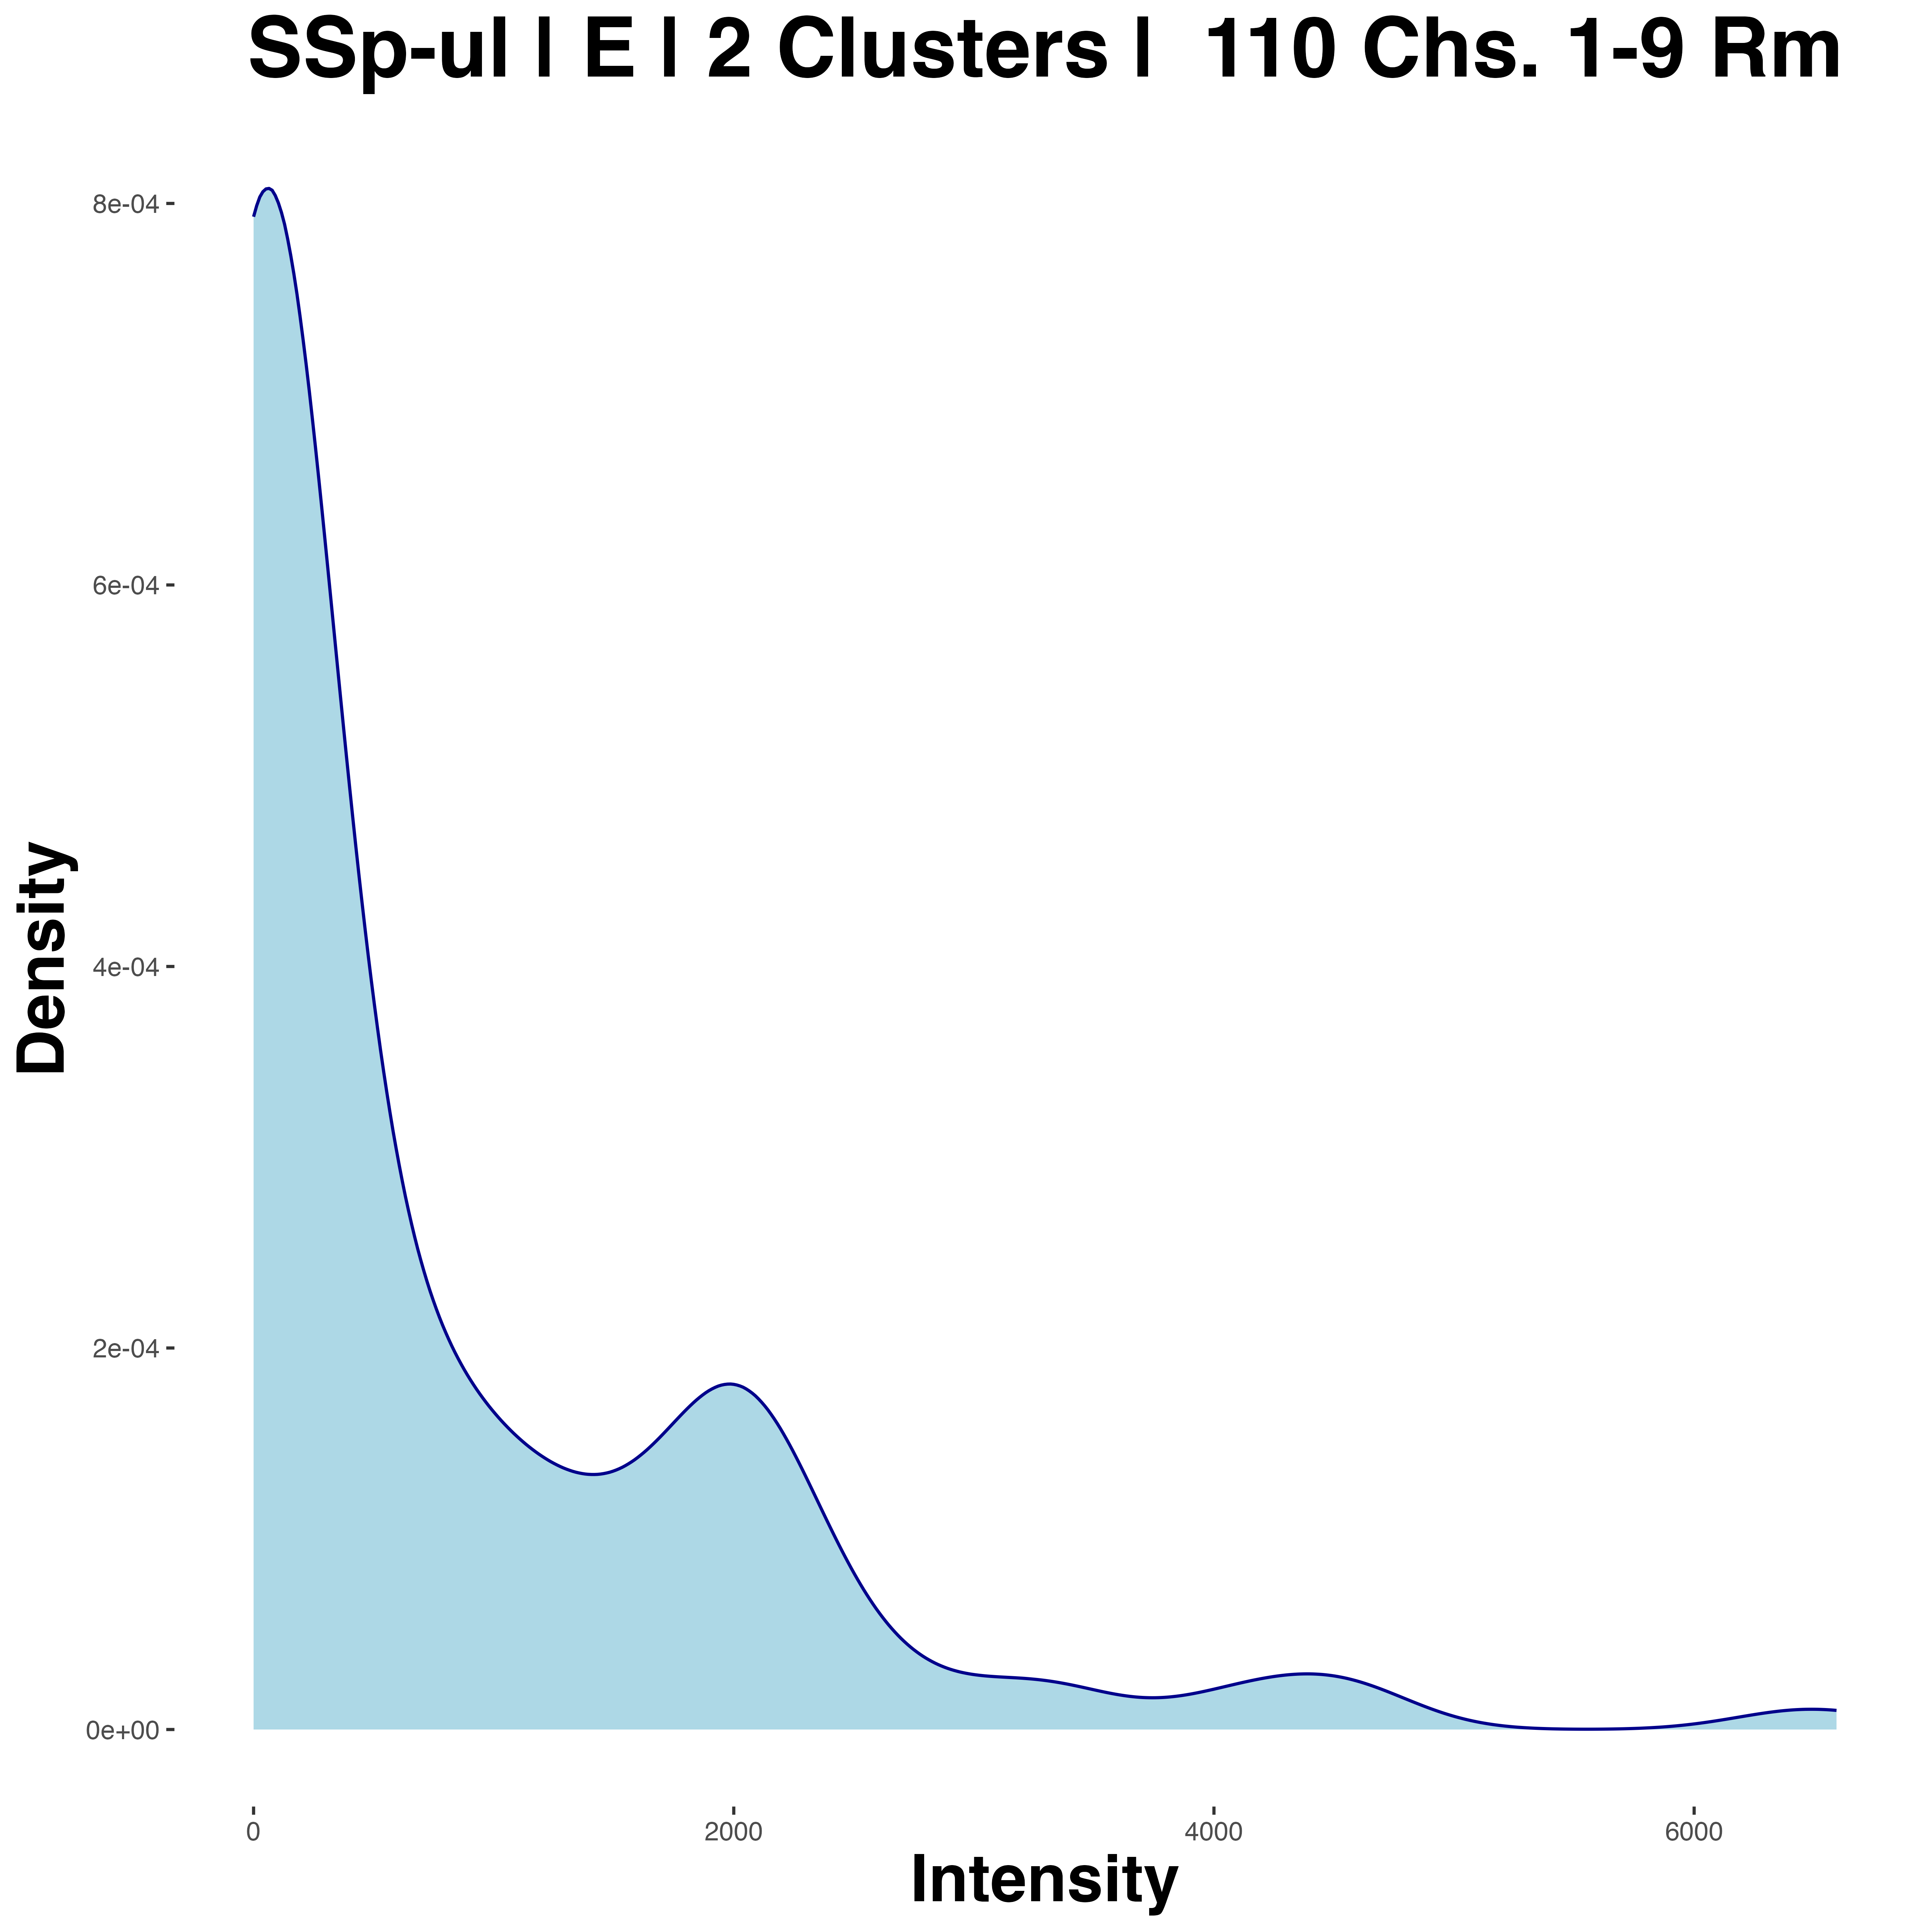 SSp-ul | E | 2 Clusters | 110 Chs. 1-9 Rm
8e-04
6e-04
4e-04
2e-04
0e+00
Density
0 2000 4000 6000
Intensity